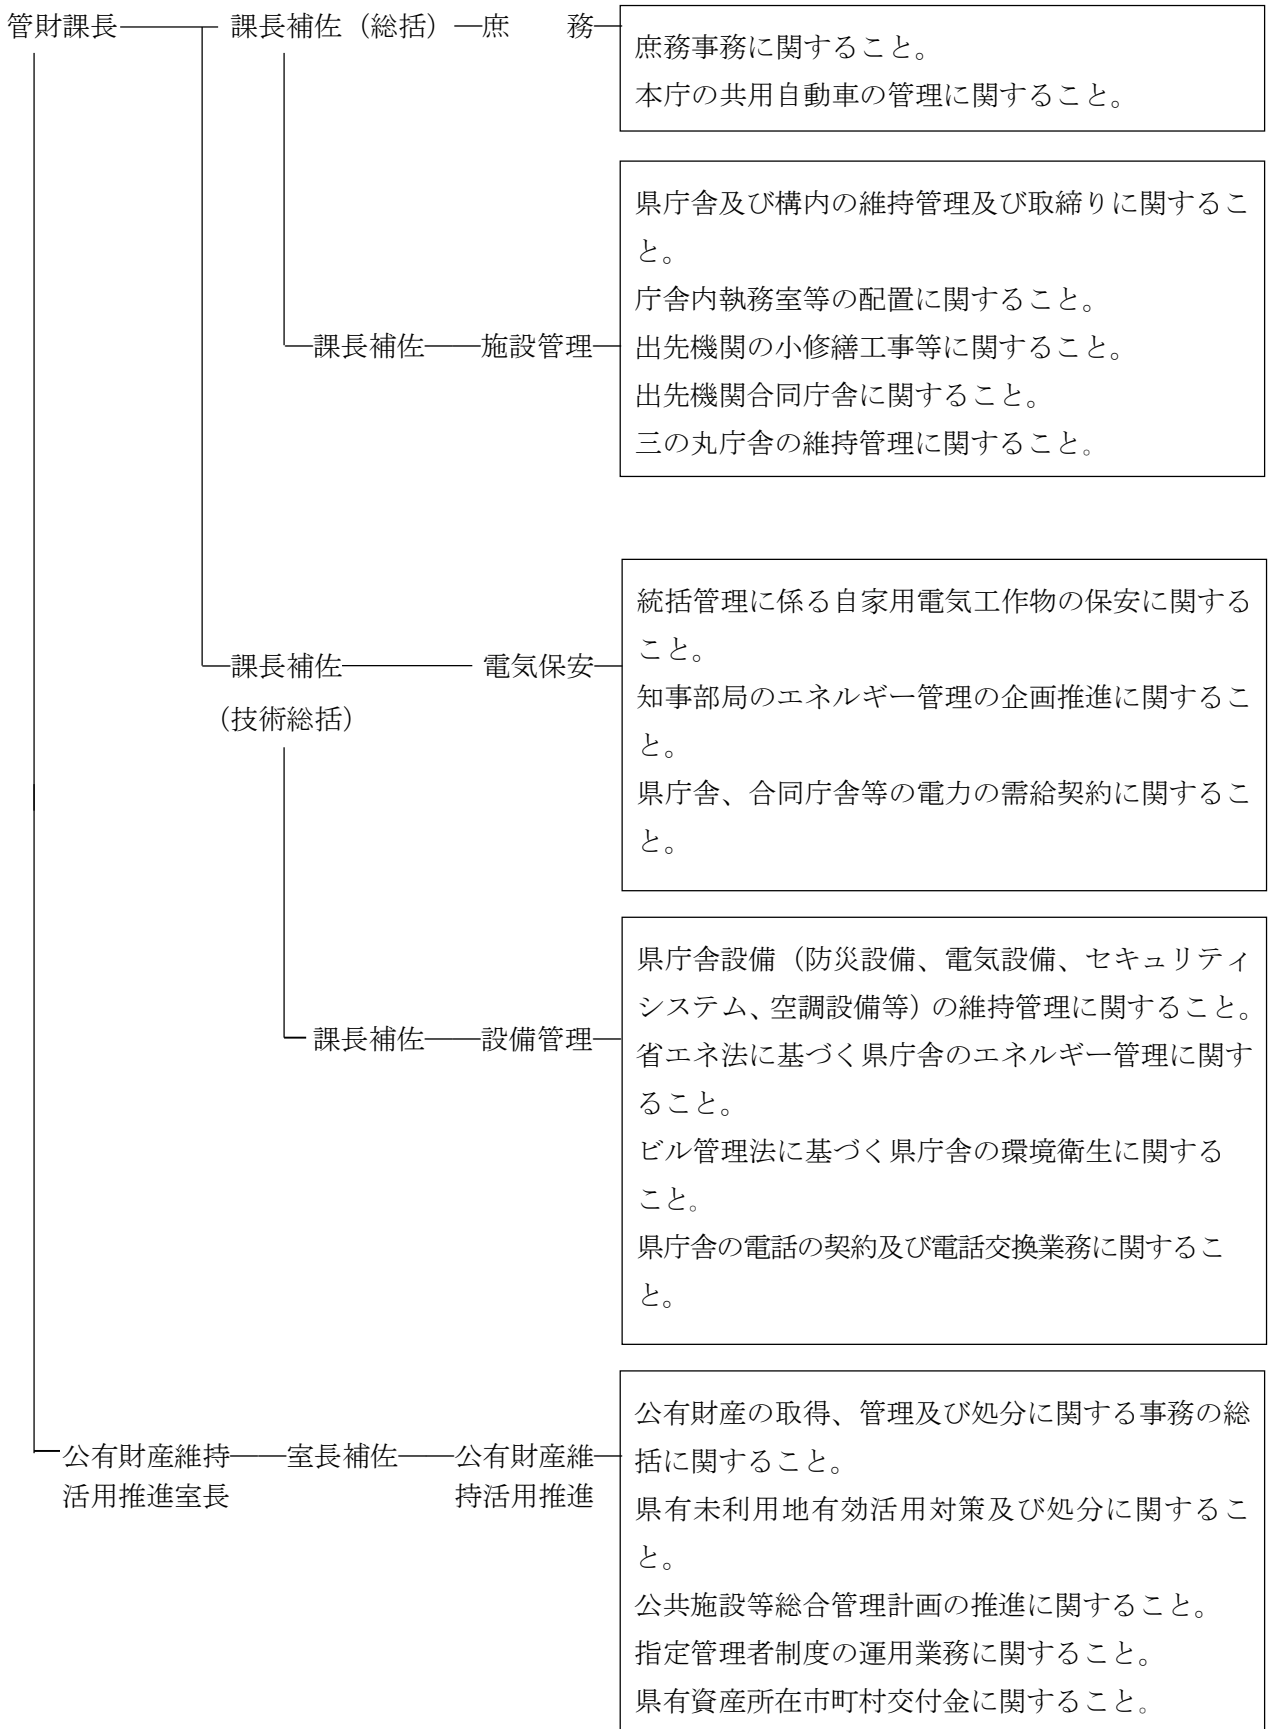 管財課長 課長補佐（総括） 庶　務
庶務事務に関すること。
本庁の共用自動車の管理に関すること。
県庁舎及び構内の維持管理及び取締りに関するこ
と。
庁舎内執務室等の配置に関すること。
課長補佐 施設管理 出先機関の小修繕工事等に関すること。
出先機関合同庁舎に関すること。
三の丸庁舎の維持管理に関すること。
統括管理に係る自家用電気工作物の保安に関する
課長補佐 電気保安 こと。
知事部局のエネルギー管理の企画推進に関するこ
（技術総括）
と。
県庁舎、合同庁舎等の電力の需給契約に関するこ
と。
県庁舎設備（防災設備、電気設備、セキュリティ
システム、空調設備等）の維持管理に関すること。
課長補佐 設備管理 省エネ法に基づく県庁舎のエネルギー管理に関す
ること。
ビル管理法に基づく県庁舎の環境衛生に関する
こと。
県庁舎の電話の契約及び電話交換業務に関するこ
と。
公有財産の取得、管理及び処分に関する事務の総
公有財産維持 室長補佐 公有財産維 括に関すること。
活用推進室長 持活用推進 県有未利用地有効活用対策及び処分に関するこ
と。
公共施設等総合管理計画の推進に関すること。
指定管理者制度の運用業務に関すること。
県有資産所在市町村交付金に関すること。